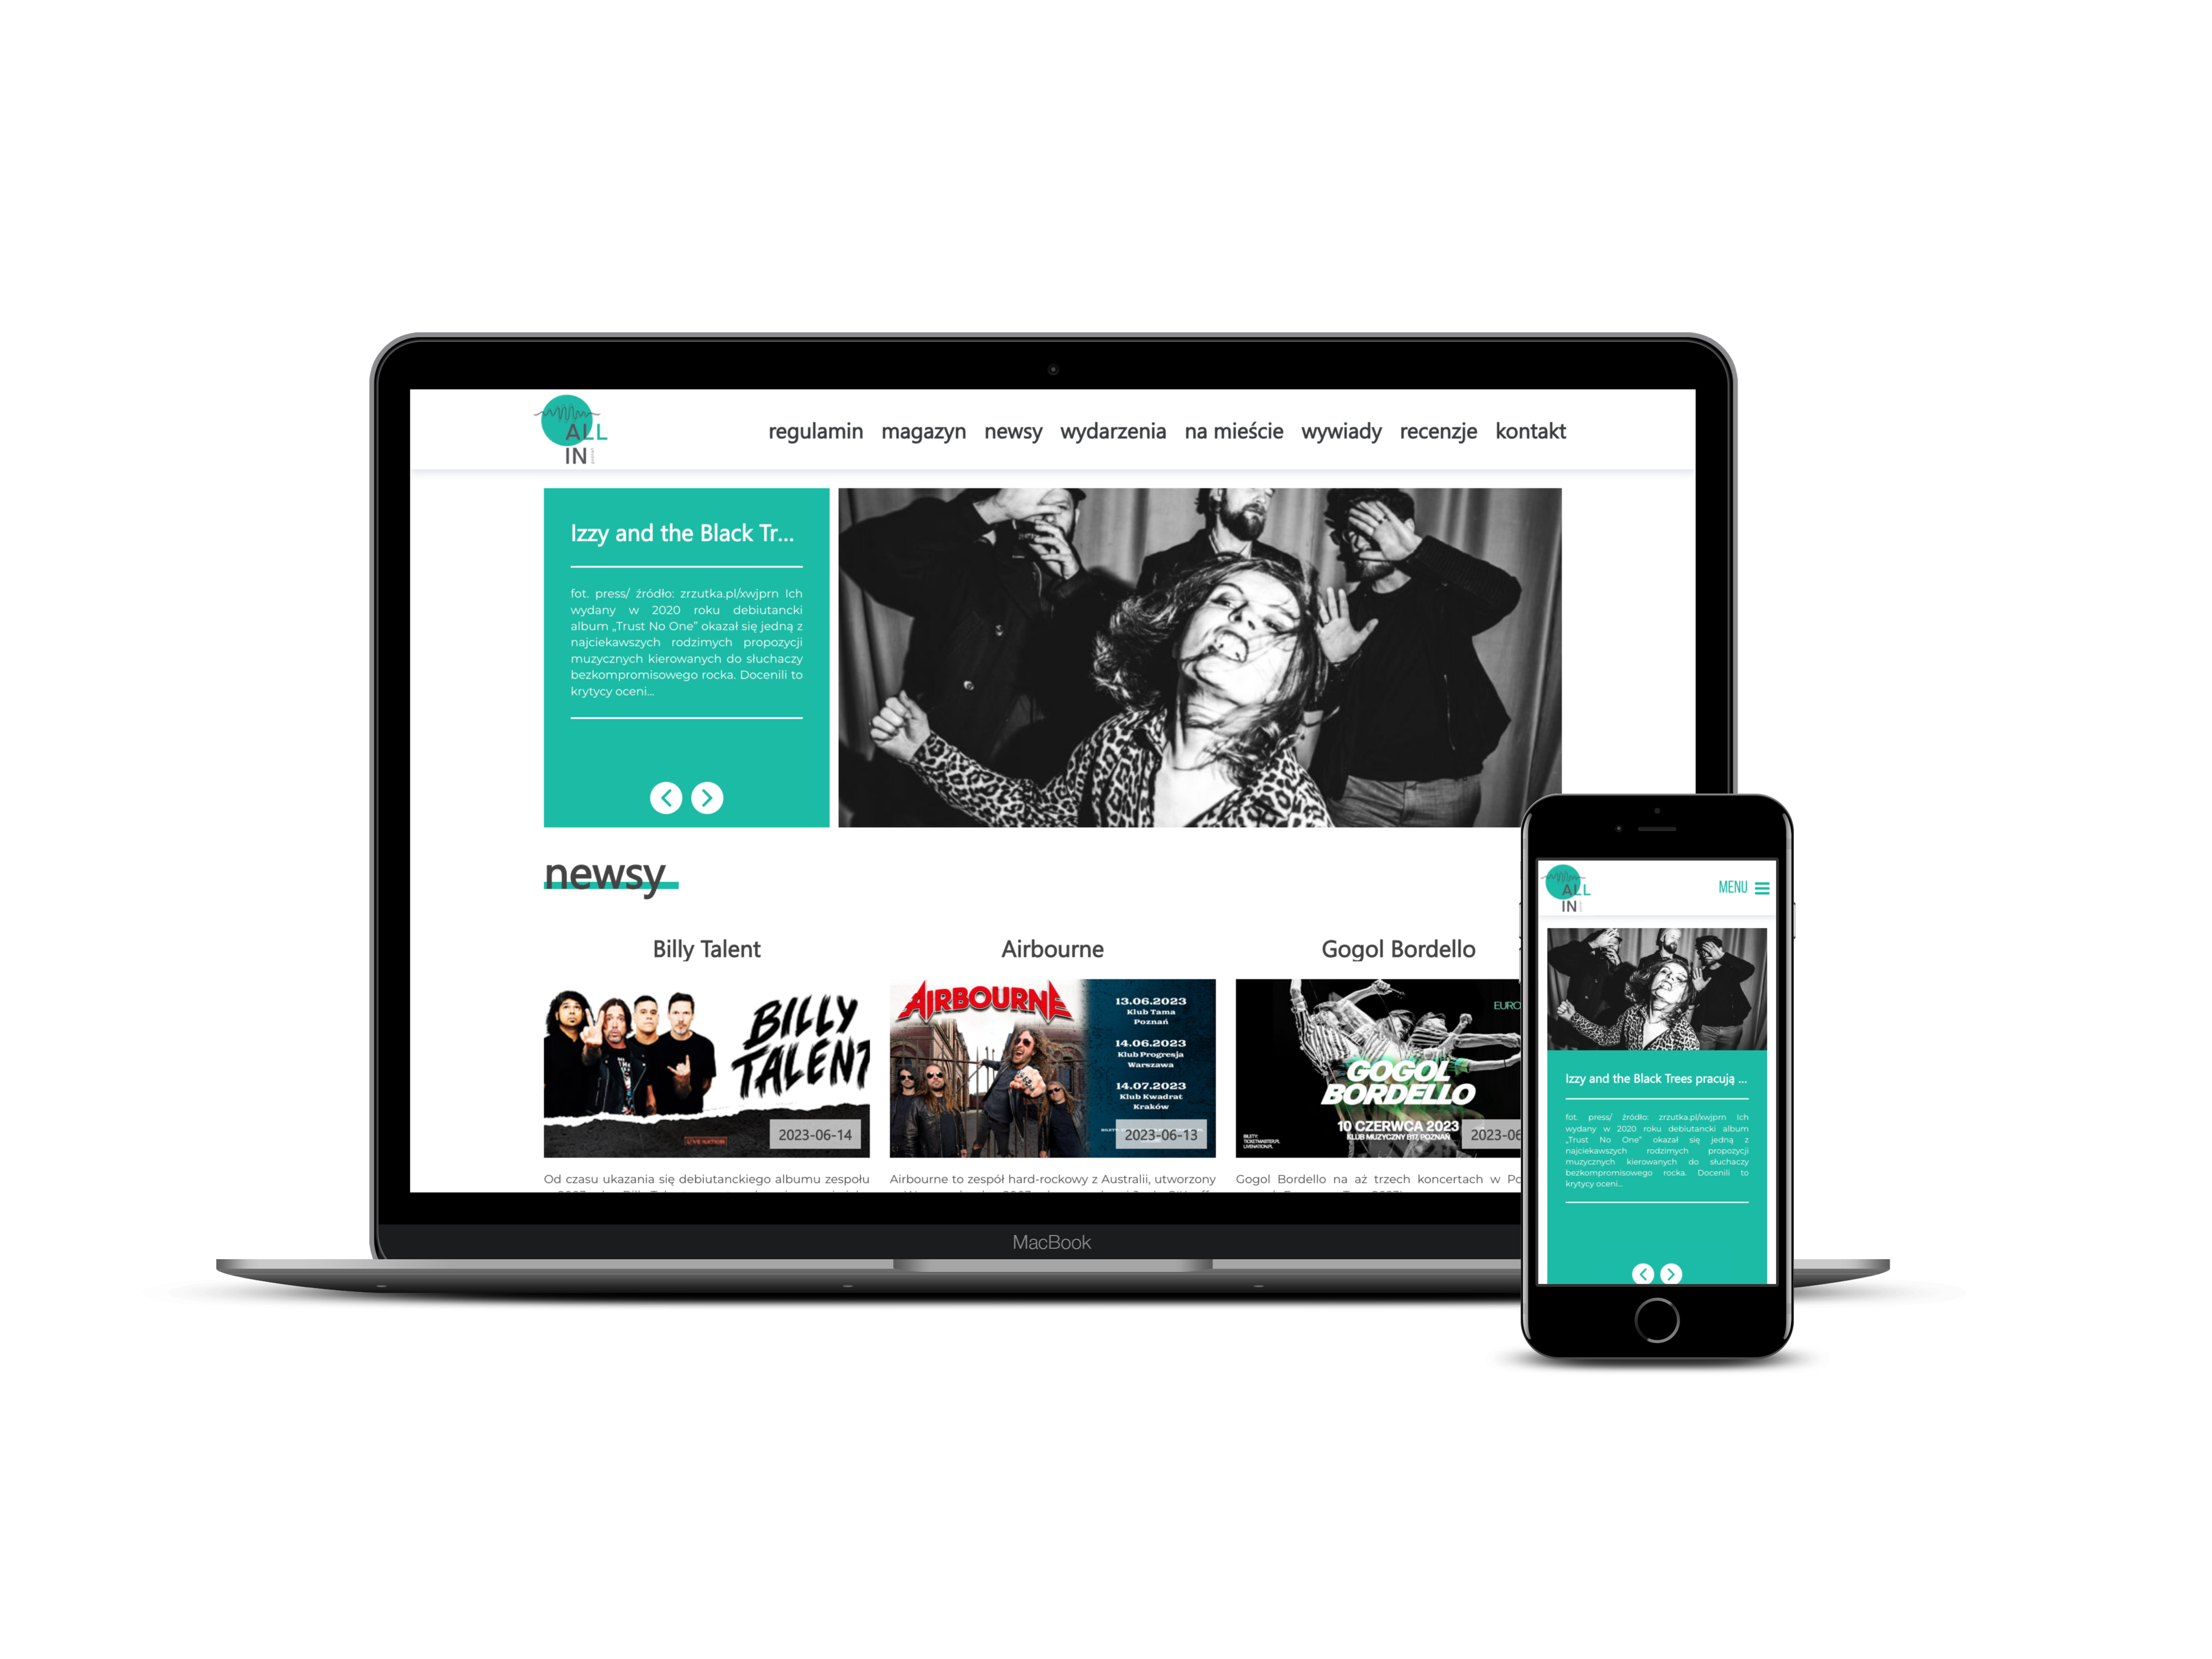 ALL
IN
regulamin magazyn newsy wydarzenia na mieście wywiady recenzje kontakt
Izzy and the Black Tr...
fot. press/ źródło: zrzutka.pl/xwjprn Ich
wydany w 2020 roku debiutancki
album „Trust No One” okazał się jedną z
najciekawszych rodzimych propozycji
muzycznych kierowanych do słuchaczy
bezkompromisowego rocka. Docenili to
krytycy oceni...
newsy
Billy Talent
BILLY
TALENT
LIVE NATION
2023-06-14
Od czasu ukazania się debiutanckiego albumu zespołu
Airbourne
AIRBOURNE
13.06.2023
Klub Tama
Poznań
14.06.2023
Klub Progresja
Warszawa
14.07.2023
Klub Kwadrat
Kraków
2023-06-13
Airbourne to zespół hard-rockowy z Australii, utworzony
Gogol Bordello
EURO
GOGOL
BORDELLO
10 CZERWCA 2023
KLUB MUZYCZNY B17, POZNAŃ
BILETY:
TICKETMASTER.PL
LIVENATION.PL
2023-06
Gogol Bordello na aż trzech koncertach w Po
MacBook
ALL
IN
MENU
Izzy and the Black Trees pracują ...
fot. press/ źródło: zrzutka.pl/xwjprn Ich
wydany w 2020 roku debiutancki album
„Trust No One” okazał się jedną z
najciekawszych rodzimych propozycji
muzycznych kierowanych do słuchaczy
bezkompromisowego rocka. Docenili to
krytycy oceni...